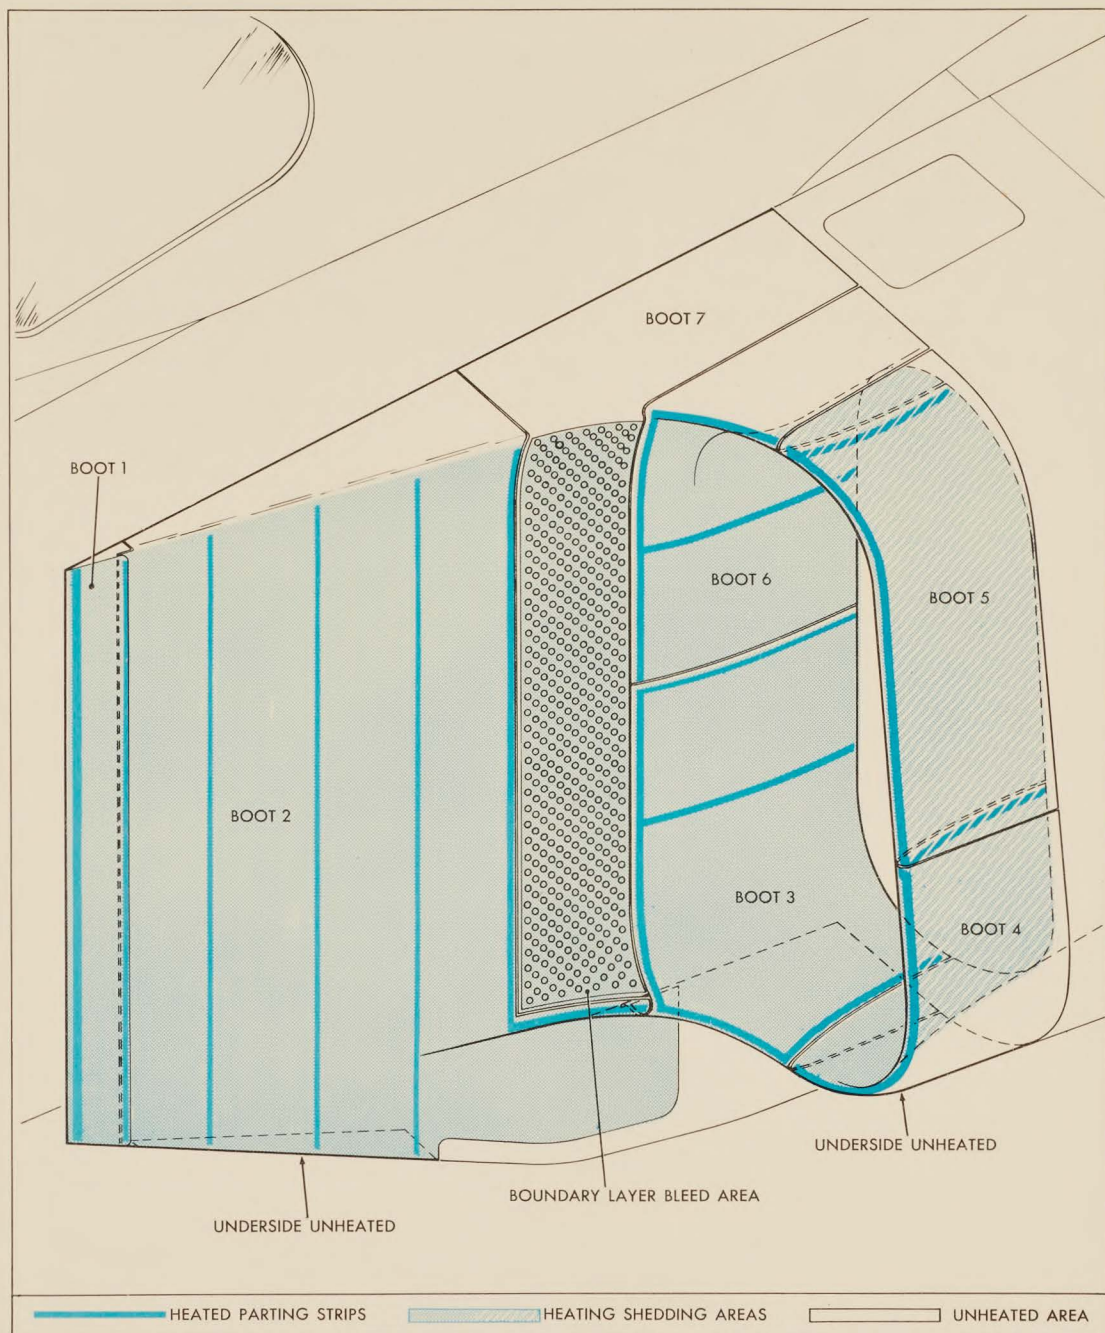 BOOT 7
BOOT 1
BOOT 6
BOOT 5
BOOT 2
BOOT 3
BOOT 4
UNDERSIDE UNHEATED
BOUNDARY LAYER BLEED AREA
UNDERSIDE UNHEATED
HEATED PARTING STRIPS
HEATING SHEDDING AREAS
UNHEATED AREA